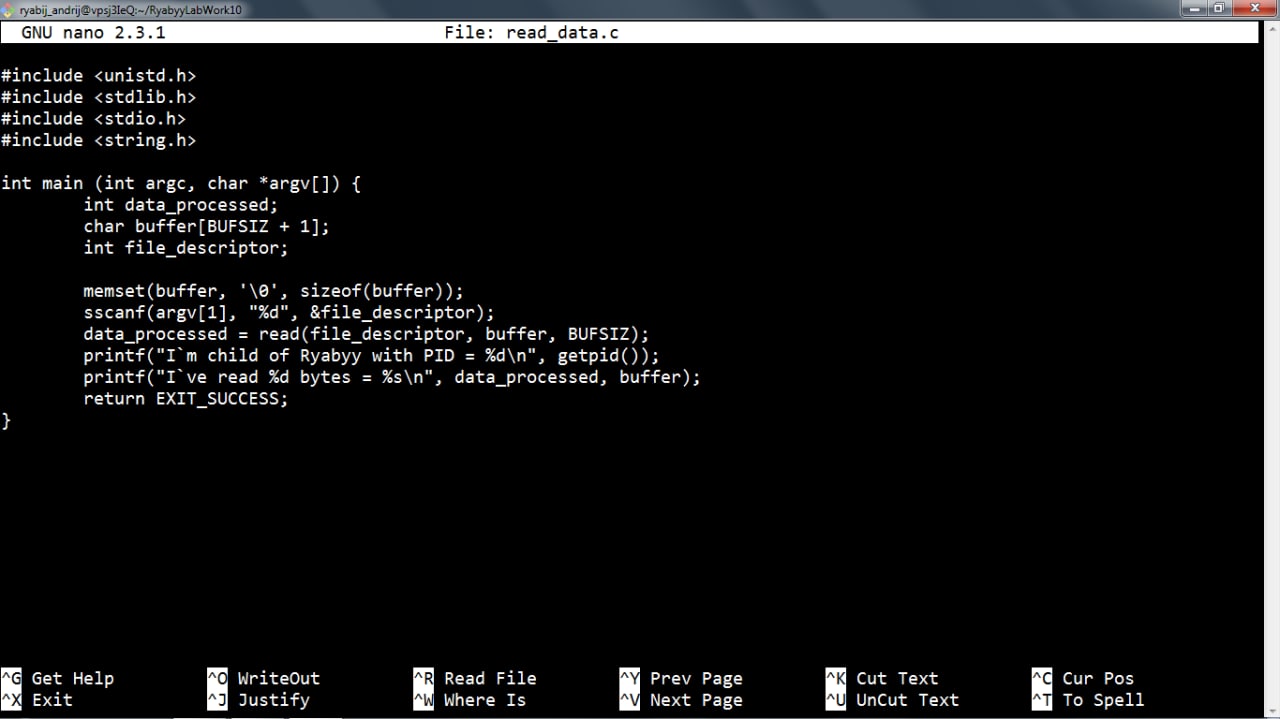 ryabij_andrij@vpsj3IeQ:~/RyabyyLabWork10
GNU nano 2.3.1 File: read_data.c
#include <unistd.h>
#include <stdlib.h>
#include <stdio.h>
#include <string.h>
int main (int argc, char *argv[]) {
int data_processed;
char buffer[BUFSIZ + 1];
int file_descriptor;
memset(buffer, '\0', sizeof(buffer));
sscanf(argv[1], "%d", &file_descriptor);
data_processed = read(file_descriptor, buffer, BUFSIZ);
printf("I`m child of Ryabyy with PID = %d\n", getpid());
printf("I`ve read %d bytes = %s\n", data_processed, buffer);
return EXIT_SUCCESS;
}
^G Get Help ^O WriteOut ^R Read File ^Y Prev Page ^K Cut Text ^C Cur Pos
^X Exit ^J Justify ^W Where Is ^V Next Page ^U UnCut Text ^T To Spell